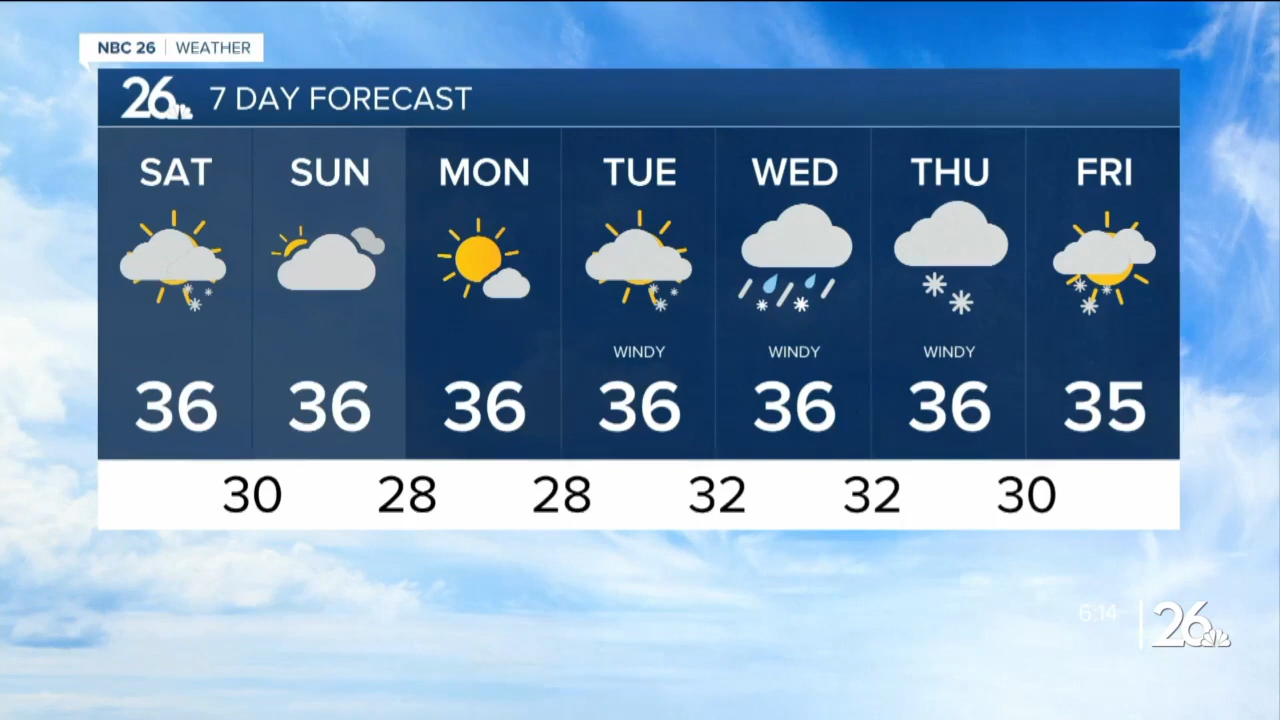 NBC 26 | WEATHER
26 7 DAY FORECAST
SAT SUN MON TUE WED THU FRI
WINDY WINDY WINDY
36 36 36 36 36 36 35
30 28 28 32 32 30
6:14 26